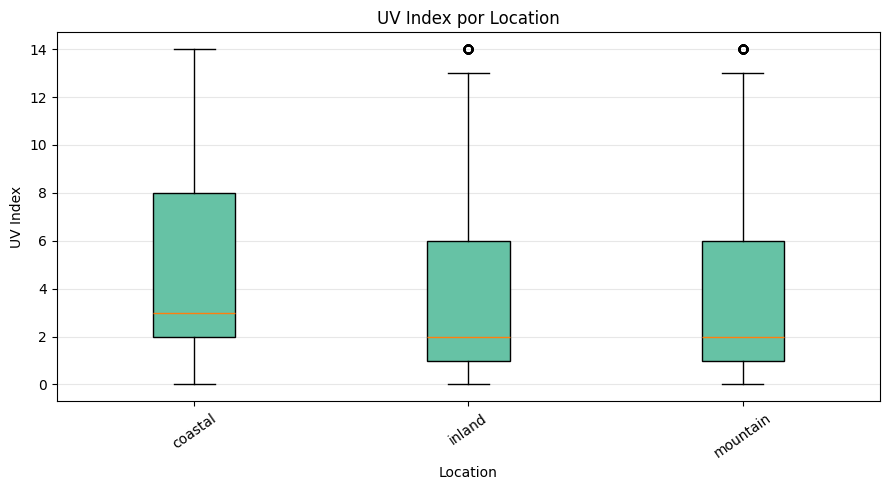 UV Index por Location
UV Index
14
12
10
8
6
4
2
0
coastal
inland
mountain
Location